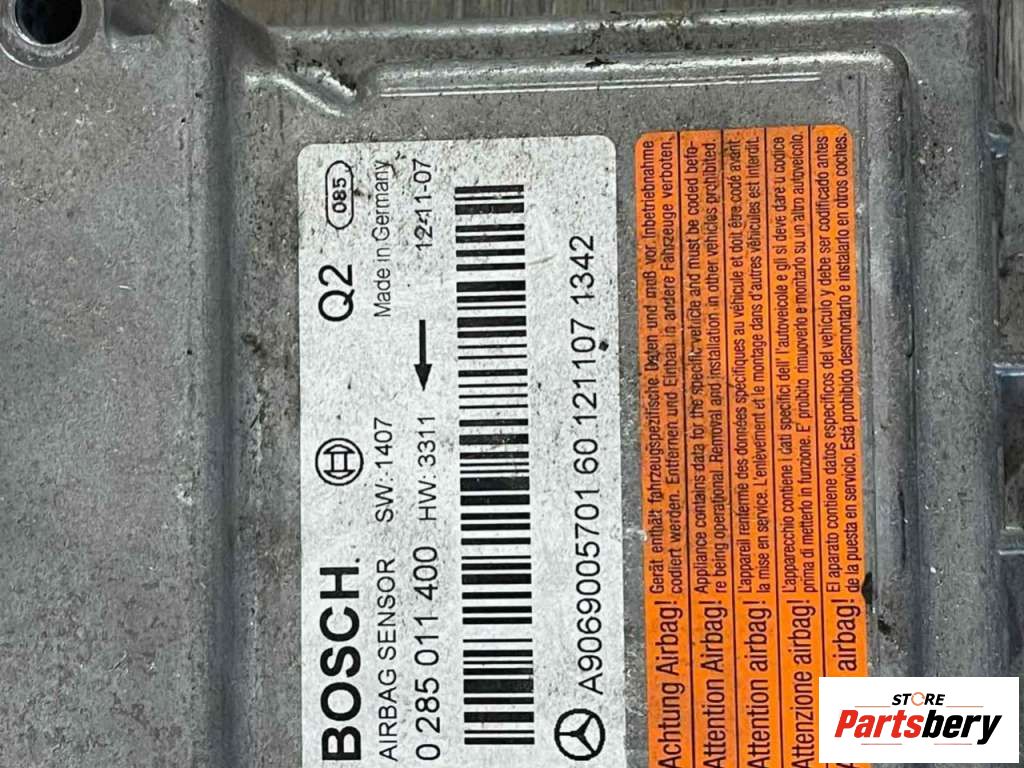 BOSCH. Q2 085
AIRBAG SENSOR SW.:1407 Made in Germany
0 285 011 400 HW.:3311 12-11-07
A9069005701 60 121107 1342
Achtung Airbag! Gerät enthält fahrzeugspezifische Daten und muß vor Inbetriebnahme
codiert werden. Entfernen und Einbau in andere Fahrzeuge verboten.
Attention Airbag! Appliance contains data for the specific vehicle and must be coded befo-
re being operational. Removal and installation in other vehicles prohibited.
Attention airbag! L'appareil renferme des données spécifiques au véhicule et doit être codé avant
la mise en service. L'enlèvement et le montage dans d'autres véhicules est interdit.
Attenzione airbag! L'apparecchio contiene i dati specifici dell' l'autoveicolo e gli si deve dare u codice
prima di metterlo in funzione. E' proibito rimuoverlo e montarlo su un altro autoveicolo.
airbag! El aparato contiene datos específicos del vehículo y debe ser codificado antes
de la puesta en servicio. Está prohibido desmontarlo e instalarlo en otros coches.
STORE
Partsbery